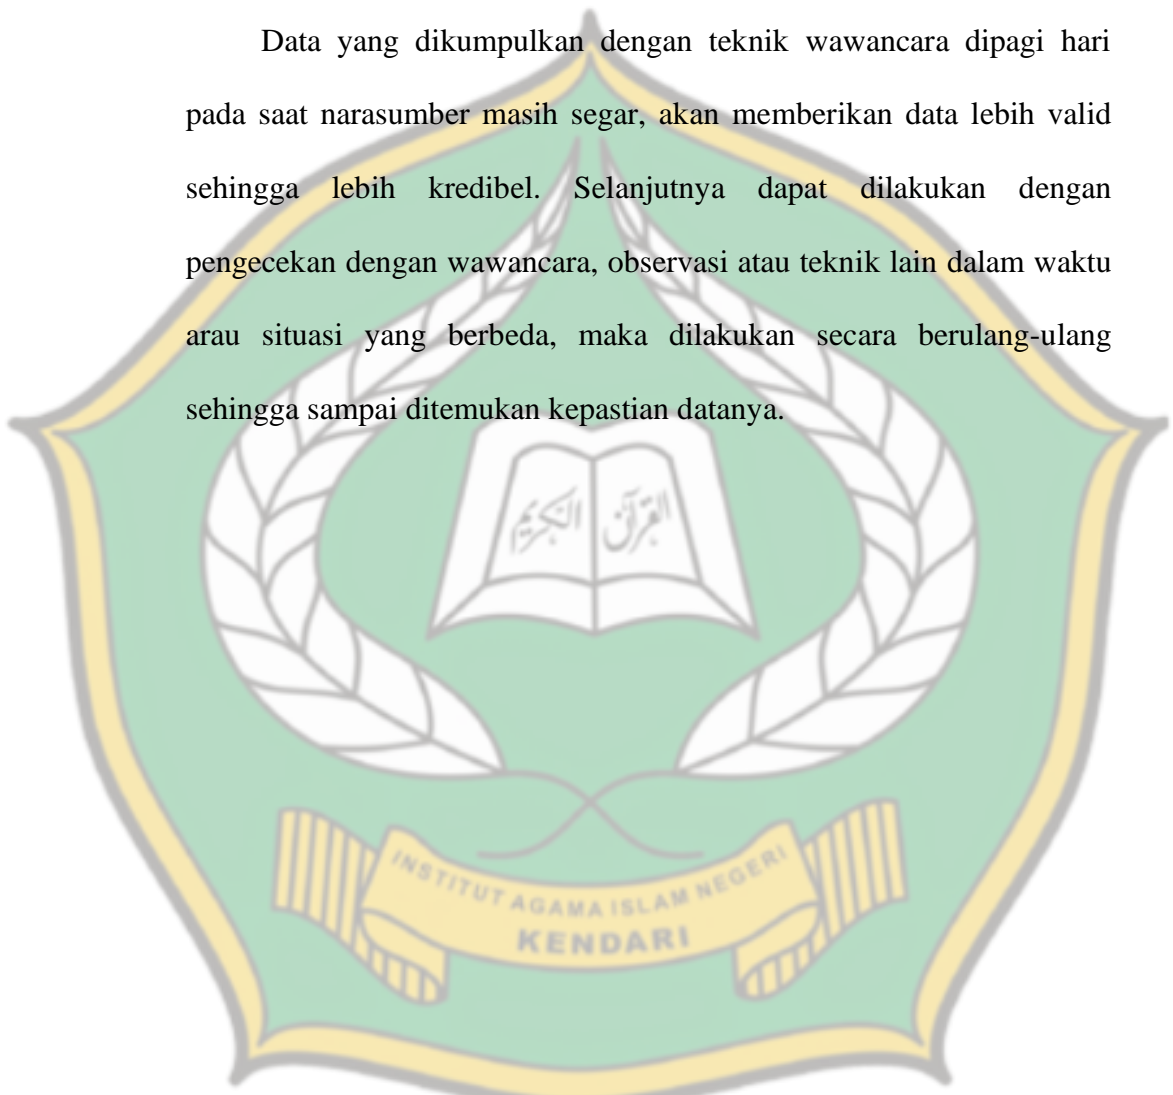 Data yang dikumpulkan dengan teknik wawancara dipagi hari
pada saat narasumber masih segar, akan memberikan data lebih valid
sehingga lebih kredibel. Selanjutnya dapat dilakukan dengan
pengecekan dengan wawancara, observasi atau teknik lain dalam waktu
arau situasi yang berbeda, maka dilakukan secara berulang-ulang
sehingga sampai ditemukan kepastian datanya.
القرآن الكريم
INSTITUT AGAMA ISLAM NEGERI
KENDARI